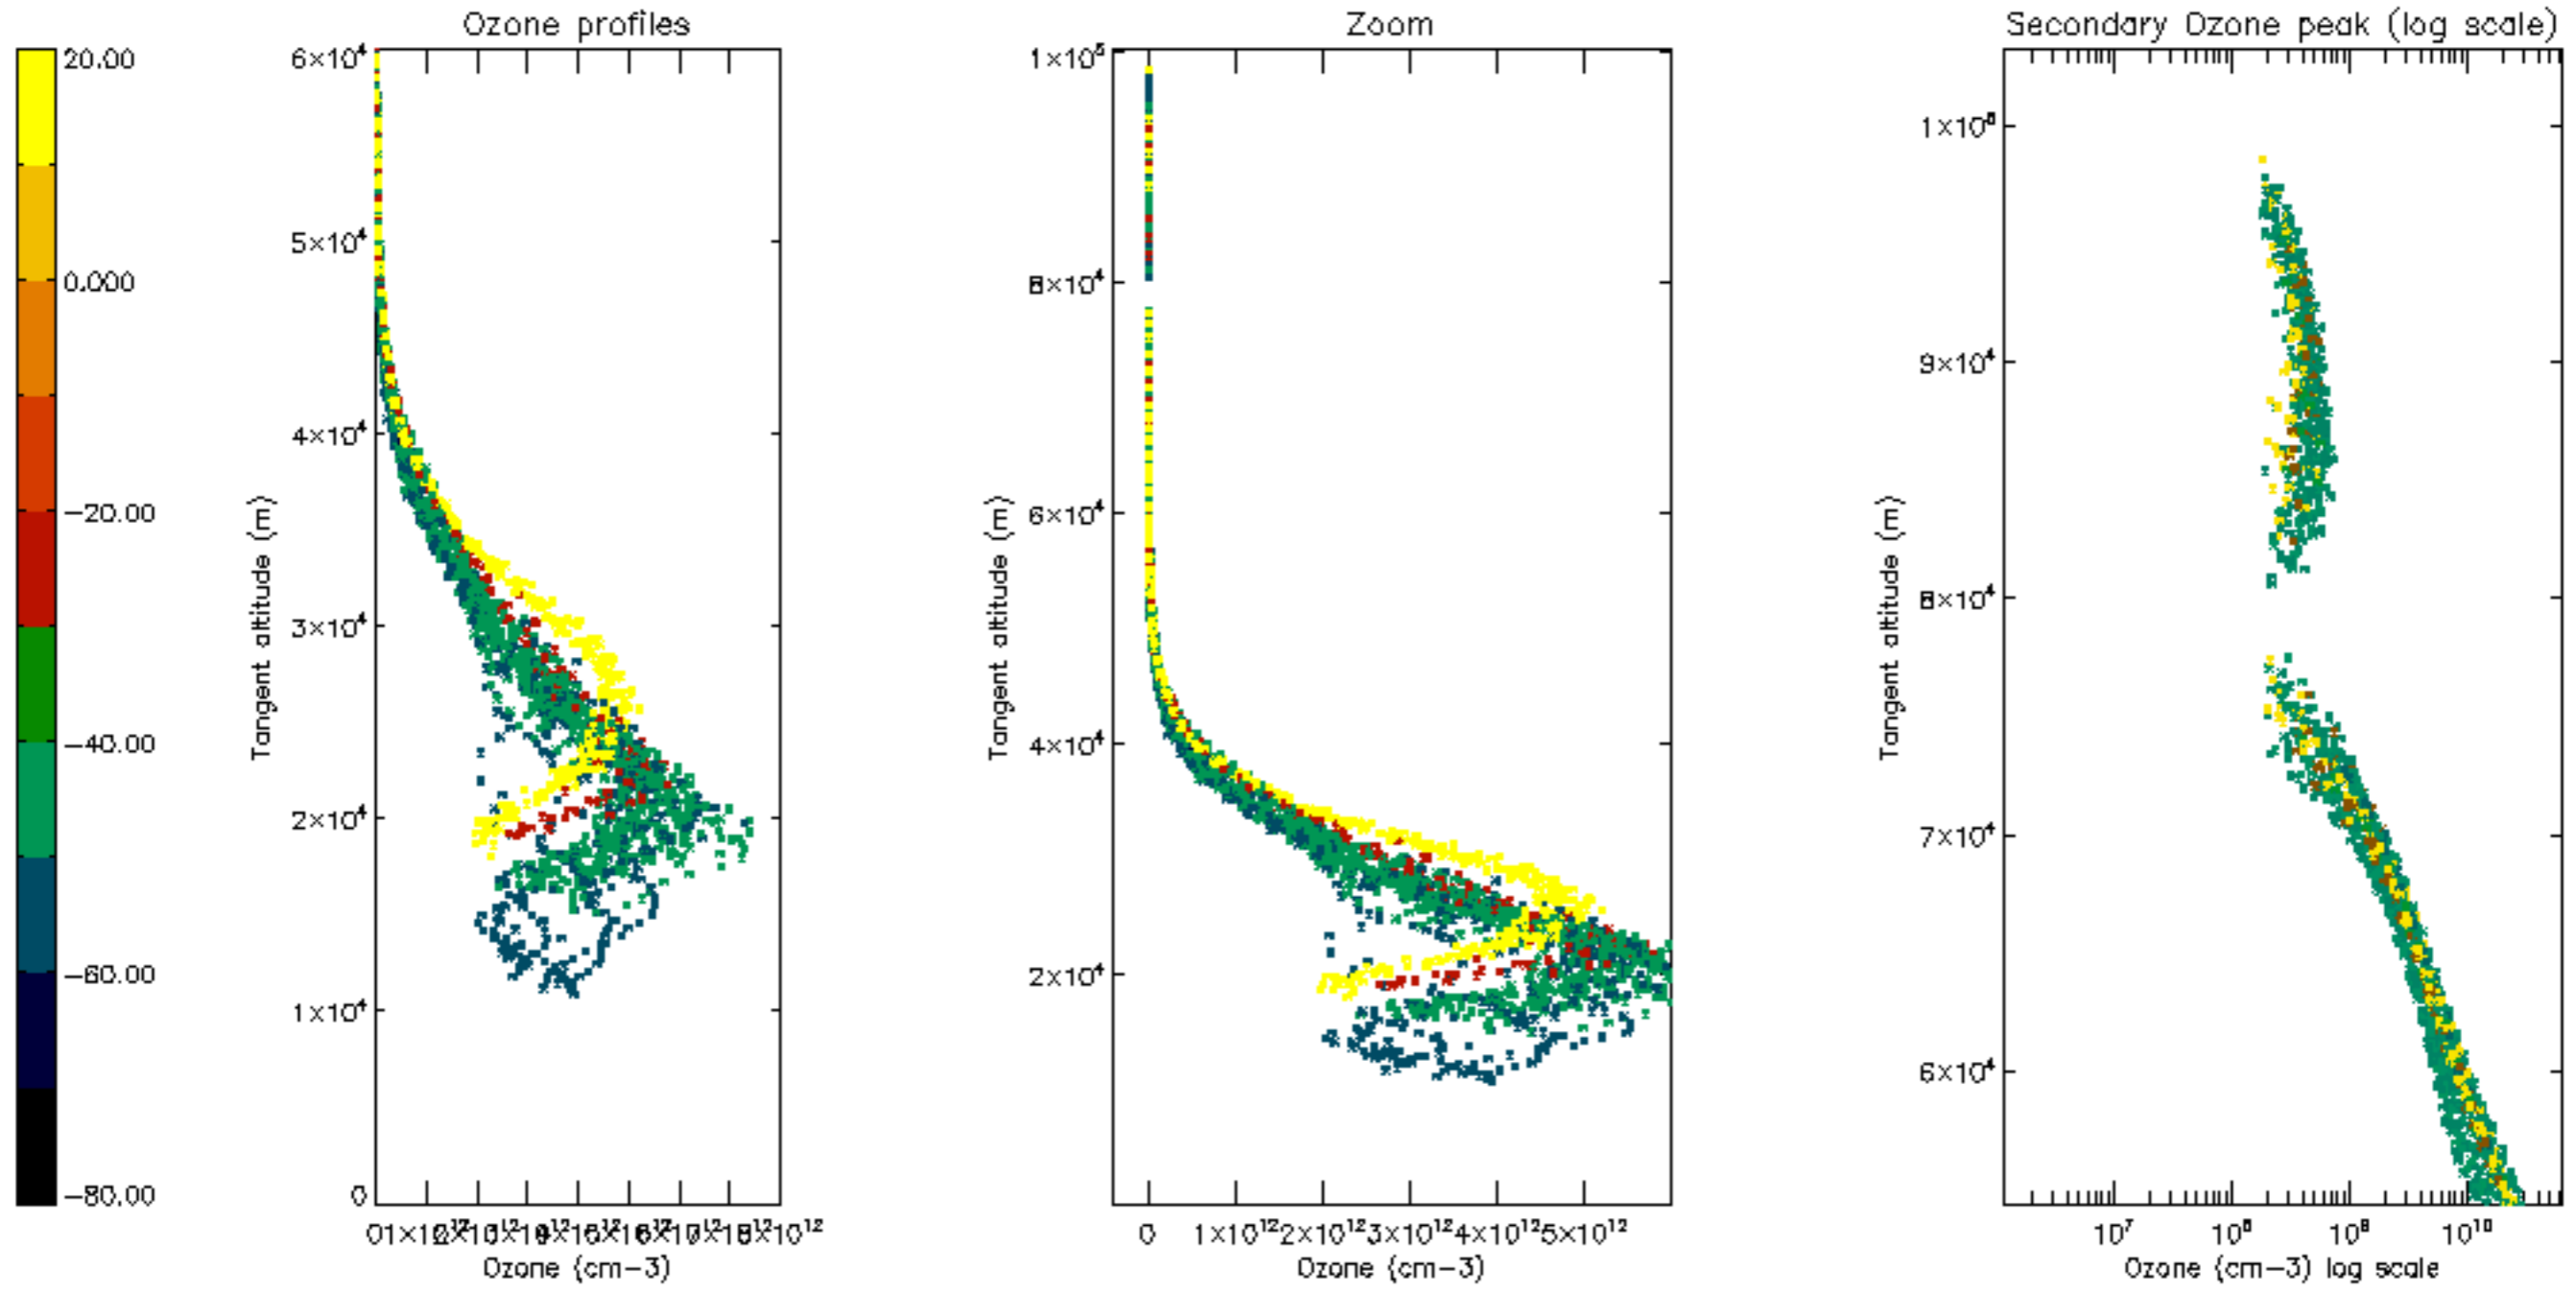 Ozone profiles
Zoom
Secondary Ozone peak (log scale)
20.00
0.000
−20.00
−40.00
−60.00
−80.00
6×10⁴
5×10⁴
4×10⁴
3×10⁴
2×10⁴
1×10⁴
0
Tangent altitude (m)
Ozone (cm−3)
1×10⁵
8×10⁴
6×10⁴
4×10⁴
2×10⁴
Tangent altitude (m)
0 1×10¹² 2×10¹² 3×10¹² 4×10¹² 5×10¹²
Ozone (cm−3)
1×10⁵
9×10⁴
8×10⁴
7×10⁴
6×10⁴
Tangent altitude (m)
10⁷ 10⁸ 10⁹ 10¹⁰
Ozone (cm−3) log scale